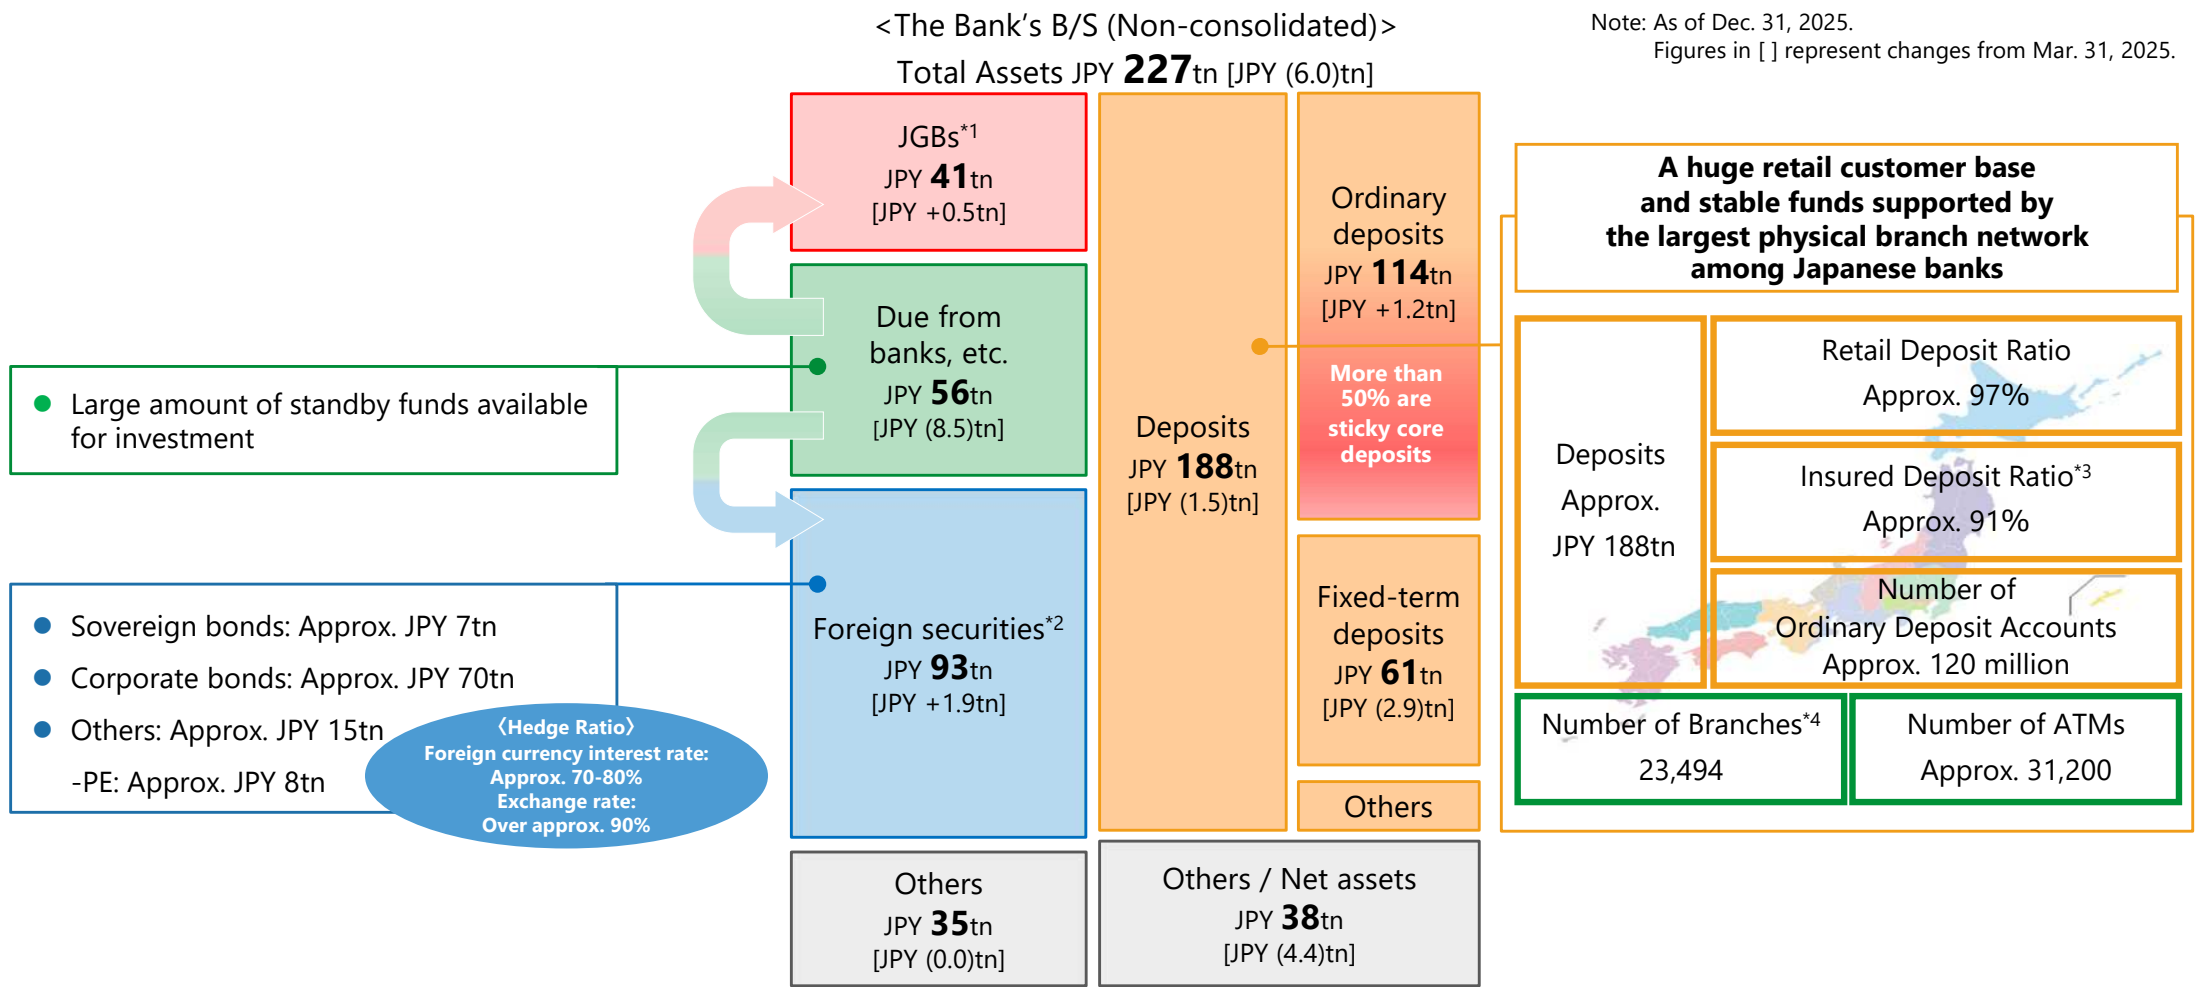 <The Bank’s B/S (Non-consolidated)>
Total Assets JPY 227tn [JPY (6.0)tn]
Note: As of Dec. 31, 2025.
Figures in [ ] represent changes from Mar. 31, 2025.
JGBs*1
JPY 41tn
[JPY +0.5tn]
Due from
banks, etc.
JPY 56tn
[JPY (8.5)tn]
Large amount of standby funds available
for investment
Foreign securities*2
JPY 93tn
[JPY +1.9tn]
Sovereign bonds: Approx. JPY 7tn
Corporate bonds: Approx. JPY 70tn
Others: Approx. JPY 15tn
-PE: Approx. JPY 8tn
〈Hedge Ratio〉
Foreign currency interest rate:
Approx. 70-80%
Exchange rate:
Over approx. 90%
Others
JPY 35tn
[JPY (0.0)tn]
Deposits
JPY 188tn
[JPY (1.5)tn]
Ordinary
deposits
JPY 114tn
[JPY +1.2tn]
More than
50% are
sticky core
deposits
Fixed-term
deposits
JPY 61tn
[JPY (2.9)tn]
Others
Others / Net assets
JPY 38tn
[JPY (4.4)tn]
A huge retail customer base
and stable funds supported by
the largest physical branch network
among Japanese banks
Deposits
Approx.
JPY 188tn
Retail Deposit Ratio
Approx. 97%
Insured Deposit Ratio*3
Approx. 91%
Number of
Ordinary Deposit Accounts
Approx. 120 million
Number of Branches*4
23,494
Number of ATMs
Approx. 31,200